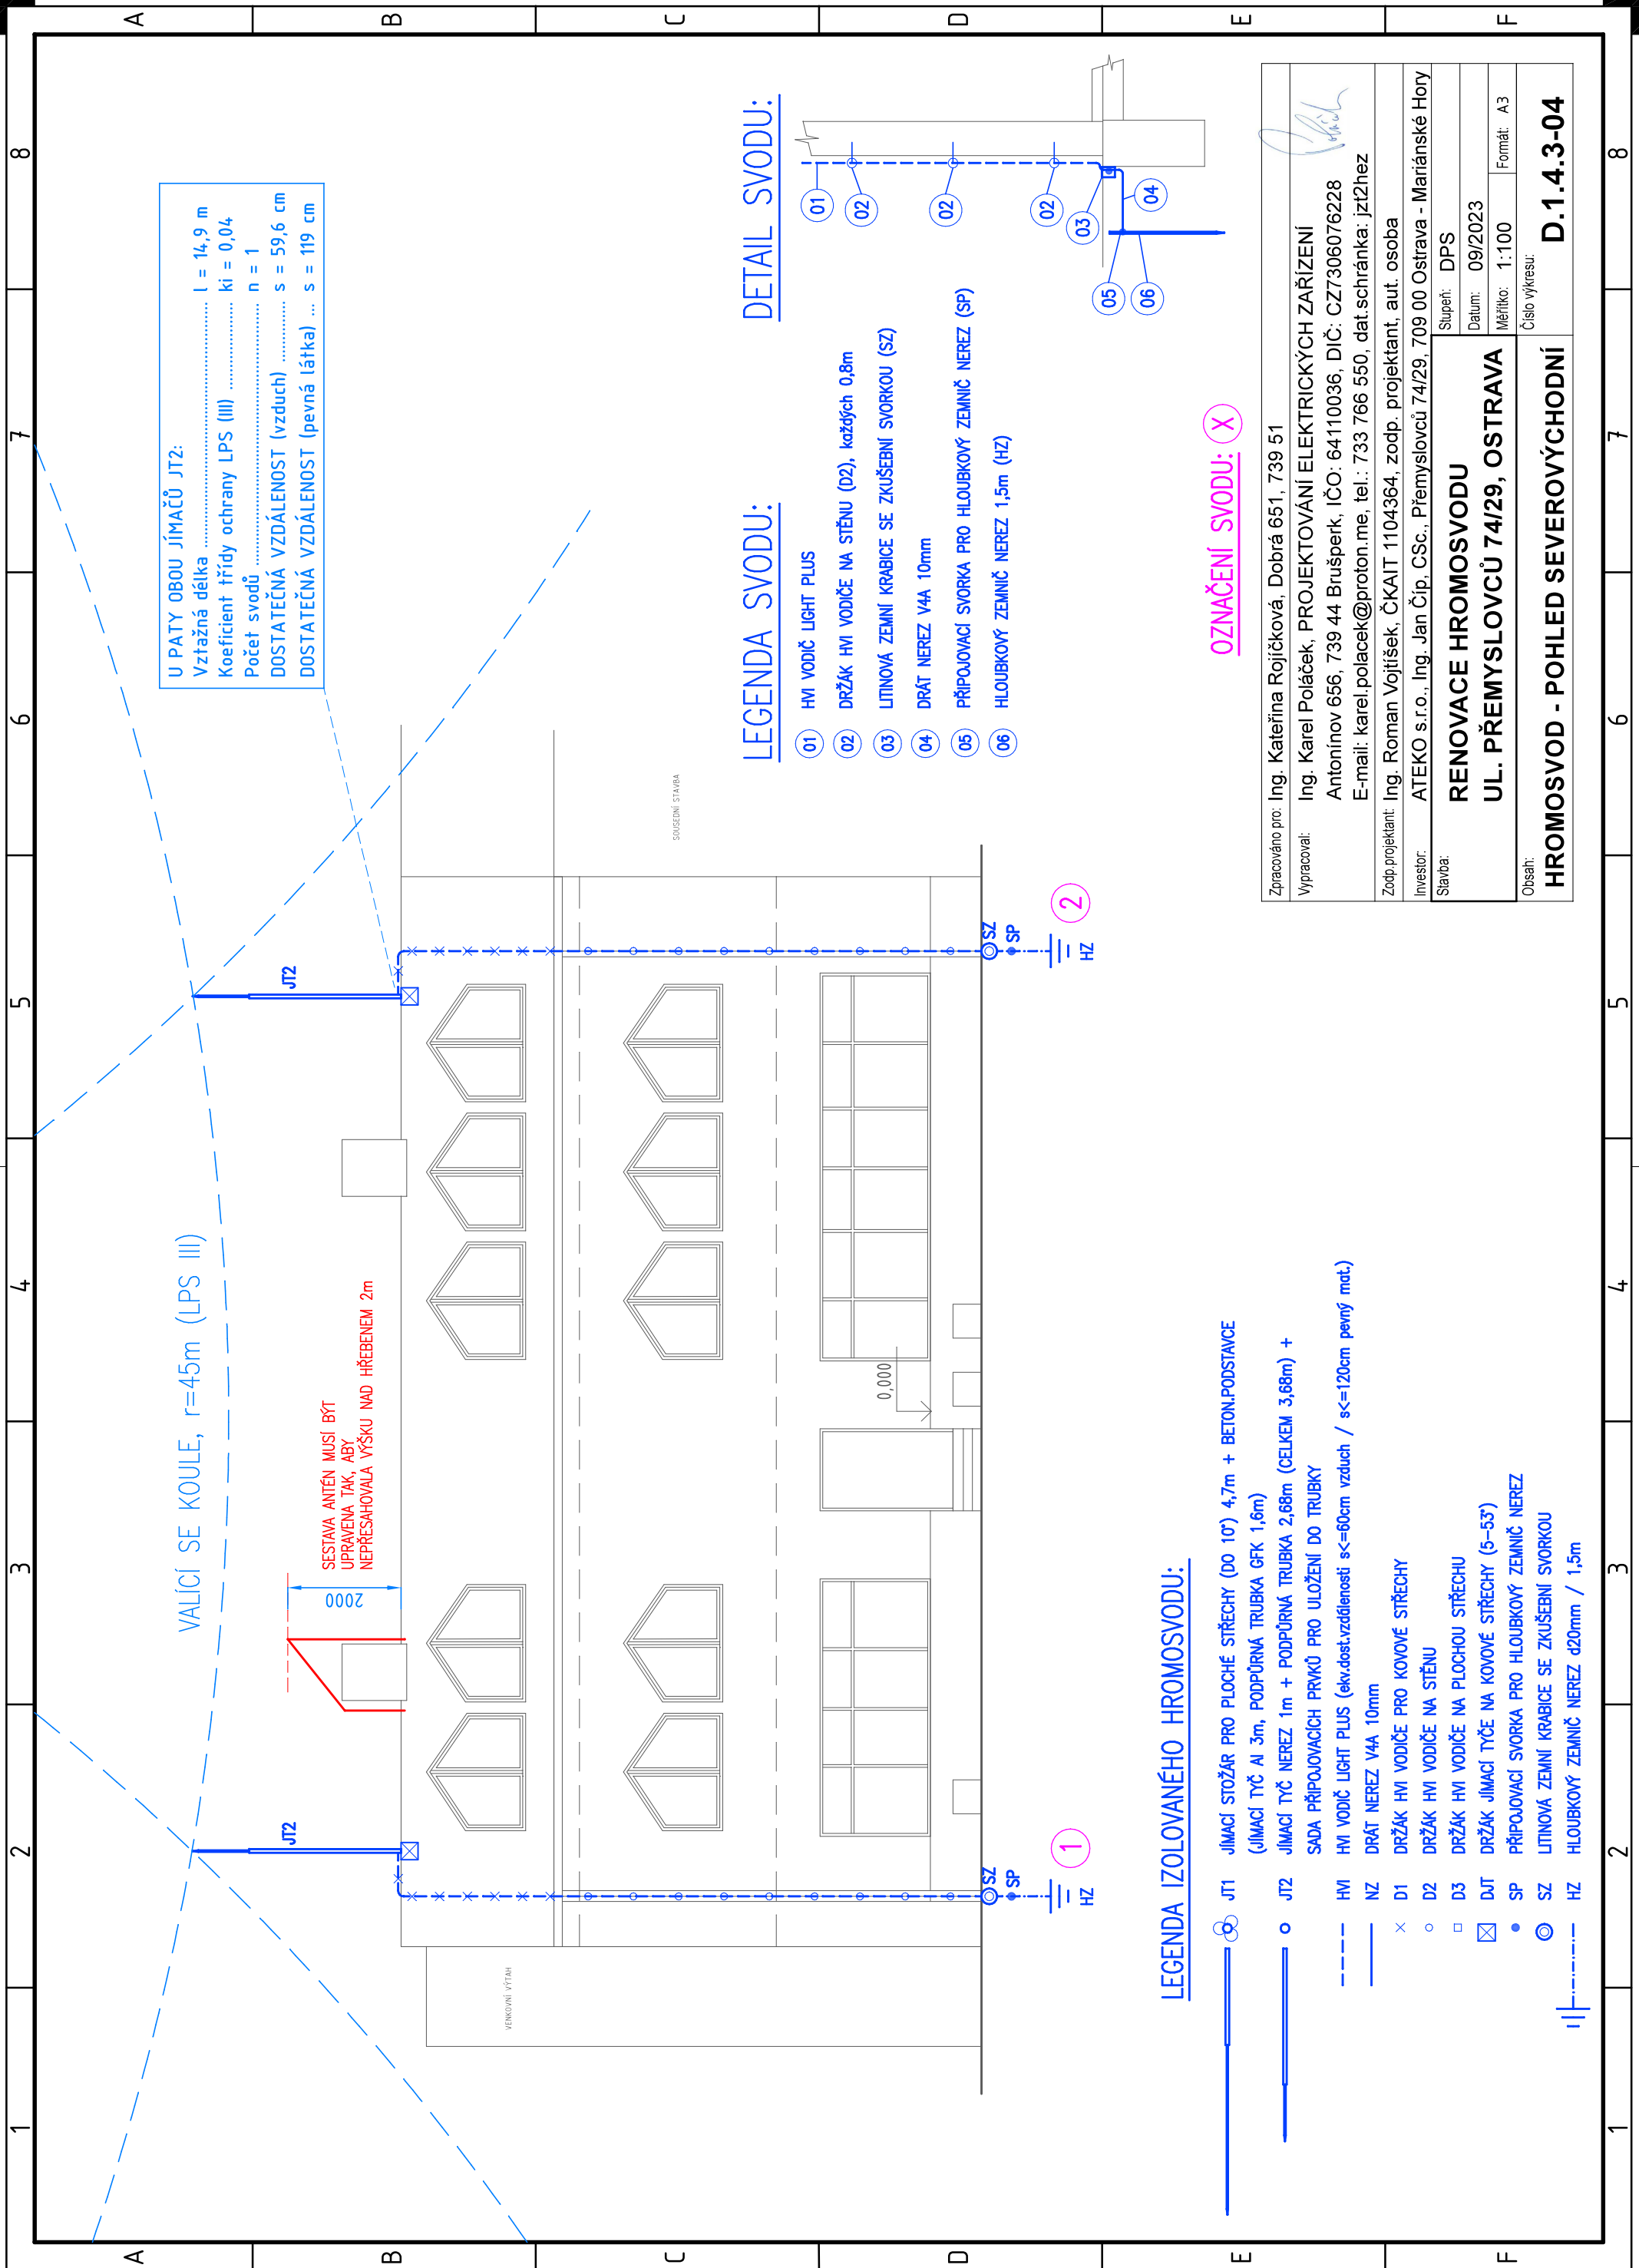 1 2 3 4 5 6 7 8
A
B
C
D
E
F
VALÍCÍ SE KOULE, r=45m (LPS III)
U PATY OBOU JÍMAČŮ JT2:
Vztažná délka ........................................ l = 14,9 m
Koeficient třídy ochrany LPS (III) ............. ki = 0,04
Počet svodů ........................................ n = 1
DOSTATEČNÁ VZDÁLENOST (vzduch) ............ s = 59,6 cm
DOSTATEČNÁ VZDÁLENOST (pevná látka) ... s = 119 cm
JT2
JT2
SESTAVA ANTÉN MUSÍ BÝT
UPRAVENA TAK, ABY
NEPŘESAHOVALA VÝŠKU NAD HŘEBENEM 2m
2000
VENKOVNÍ VÝTAH
SOUSEDNÍ STAVBA
0,000
SZ
SP
HZ
1
SZ
SP
HZ
2
LEGENDA SVODU:
01 HVI VODIČ LIGHT PLUS
02 DRŽÁK HVI VODIČE NA STĚNU (D2), každých 0,8m
03 LITINOVÁ ZEMNÍ KRABICE SE ZKUŠEBNÍ SVORKOU (SZ)
04 DRÁT NEREZ V4A 10mm
05 PŘIPOJOVACÍ SVORKA PRO HLOUBKOVÝ ZEMNIČ NEREZ (SP)
06 HLOUBKOVÝ ZEMNIČ NEREZ 1,5m (HZ)
DETAIL SVODU:
01
02
02
02
03
04
05
06
OZNAČENÍ SVODU: X
LEGENDA IZOLOVANÉHO HROMOSVODU:
JT1 JÍMACÍ STOŽÁR PRO PLOCHÉ STŘECHY (DO 10°) 4,7m + BETON.PODSTAVCE
(JÍMACÍ TYČ Al 3m, PODPŮRNÁ TRUBKA GFK 1,6m)
JT2 JÍMACÍ TYČ NEREZ 1m + PODPŮRNÁ TRUBKA 2,68m (CELKEM 3,68m) +
SADA PŘIPOJOVACÍCH PRVKŮ PRO ULOŽENÍ DO TRUBKY
HVI HVI VODIČ LIGHT PLUS (ekv.dost.vzdálenosti s<=60cm vzduch / s<=120cm pevný mat.)
NZ DRÁT NEREZ V4A 10mm
D1 DRŽÁK HVI VODIČE PRO KOVOVÉ STŘECHY
D2 DRŽÁK HVI VODIČE NA STĚNU
D3 DRŽÁK HVI VODIČE NA PLOCHOU STŘECHU
DJT DRŽÁK JÍMACÍ TYČE NA KOVOVÉ STŘECHY (5-53°)
SP PŘIPOJOVACÍ SVORKA PRO HLOUBKOVÝ ZEMNIČ NEREZ
SZ LITINOVÁ ZEMNÍ KRABICE SE ZKUŠEBNÍ SVORKOU
HZ HLOUBKOVÝ ZEMNIČ NEREZ d20mm / 1,5m
Zpracováno pro: Ing. Kateřina Rojíčková, Dobrá 651, 739 51
Vypracoval: Ing. Karel Poláček, PROJEKTOVÁNÍ ELEKTRICKÝCH ZAŘÍZENÍ
Antonínov 656, 739 44 Brušperk, IČO: 64110036, DIČ: CZ7306076228
E-mail: karel.polacek@proton.me, tel.: 733 766 550, dat.schránka: jzt2hez
Zodp.projektant: Ing. Roman Vojtíšek, ČKAIT 1104364, zodp. projektant, aut. osoba
Investor: ATEKO s.r.o., Ing. Jan Číp, CSc., Přemyslovců 74/29, 709 00 Ostrava - Mariánské Hory
Stavba: RENOVACE HROMOSVODU
UL. PŘEMYSLOVCŮ 74/29, OSTRAVA
Stupeň: DPS
Datum: 09/2023
Měřítko: 1:100 Formát: A3
Obsah: HROMOSVOD - POHLED SEVEROVÝCHODNÍ
Číslo výkresu: D.1.4.3-04
A
B
C
D
E
F
1 2 3 4 5 6 7 8